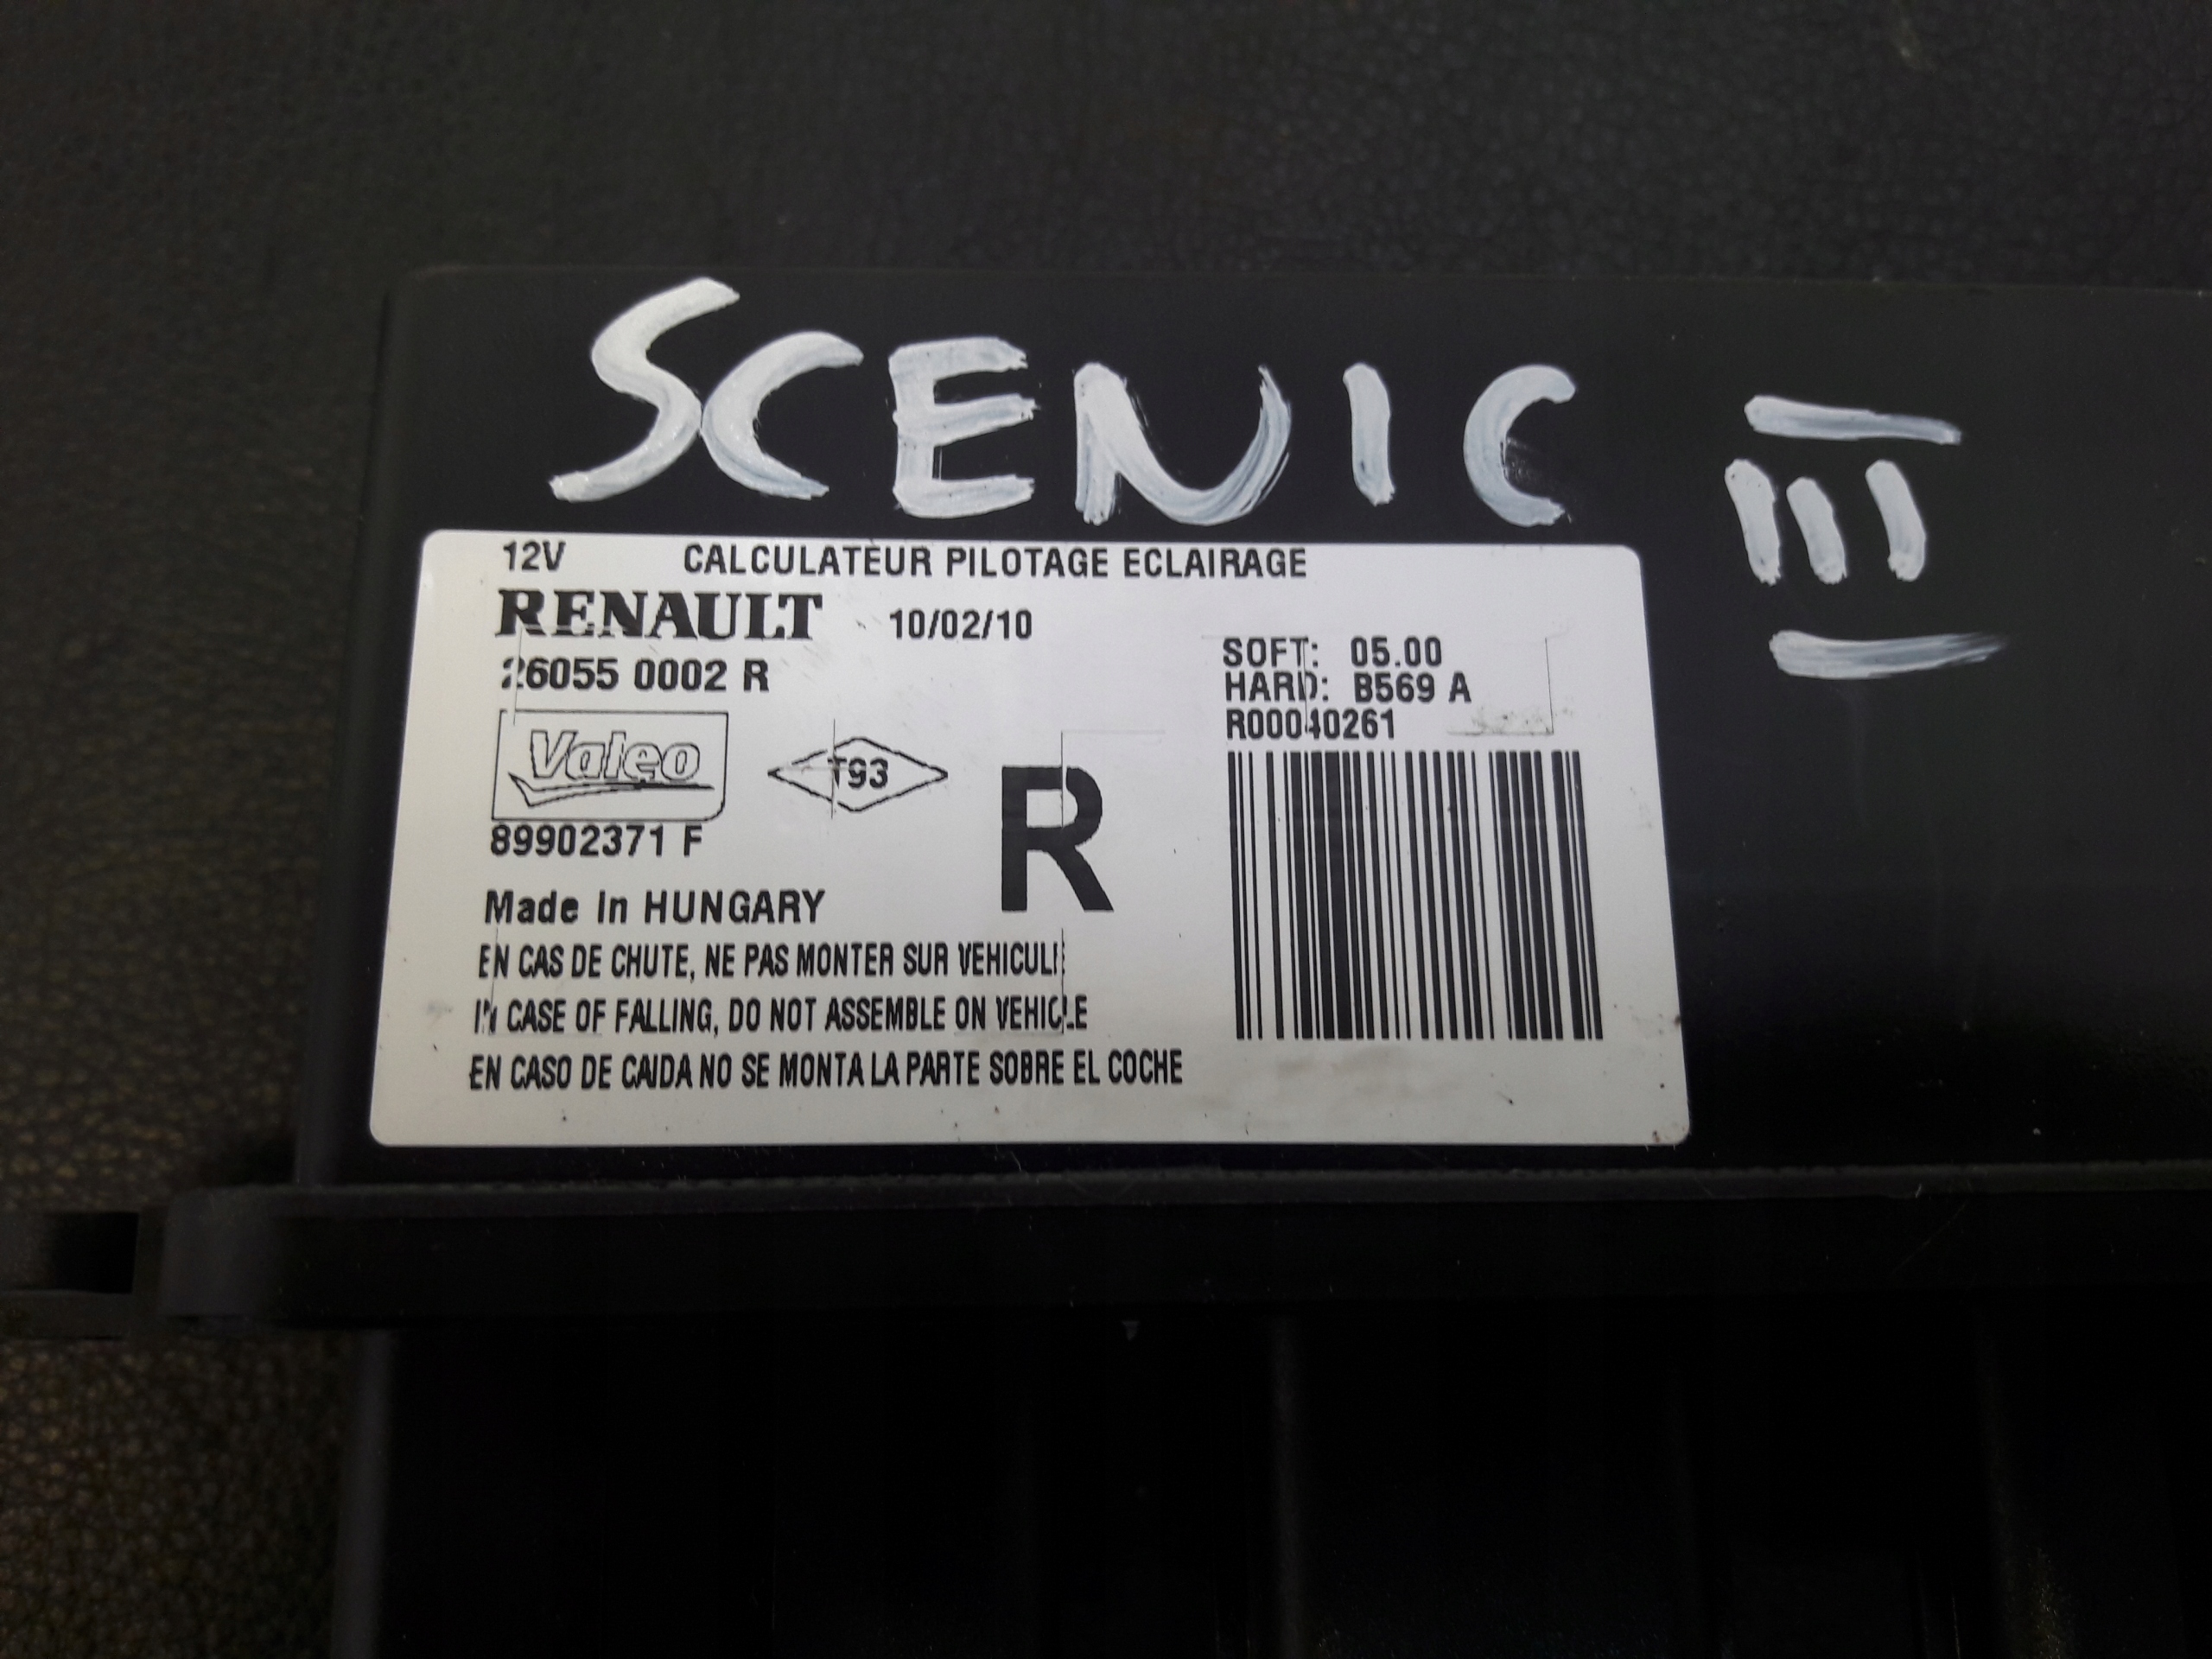 SCENIC III
12V CALCULATEUR PILOTAGE ECLAIRAGE
RENAULT 10/02/10
26055 0002 R
SOFT: 05.00
HARD: B569 A
R00040261
Valeo
T93
R
89902371 F
Made in HUNGARY
EN CAS DE CHUTE, NE PAS MONTER SUR VEHICULE
IN CASE OF FALLING, DO NOT ASSEMBLE ON VEHICLE
EN CASO DE CAIDA NO SE MONTA LA PARTE SOBRE EL COCHE